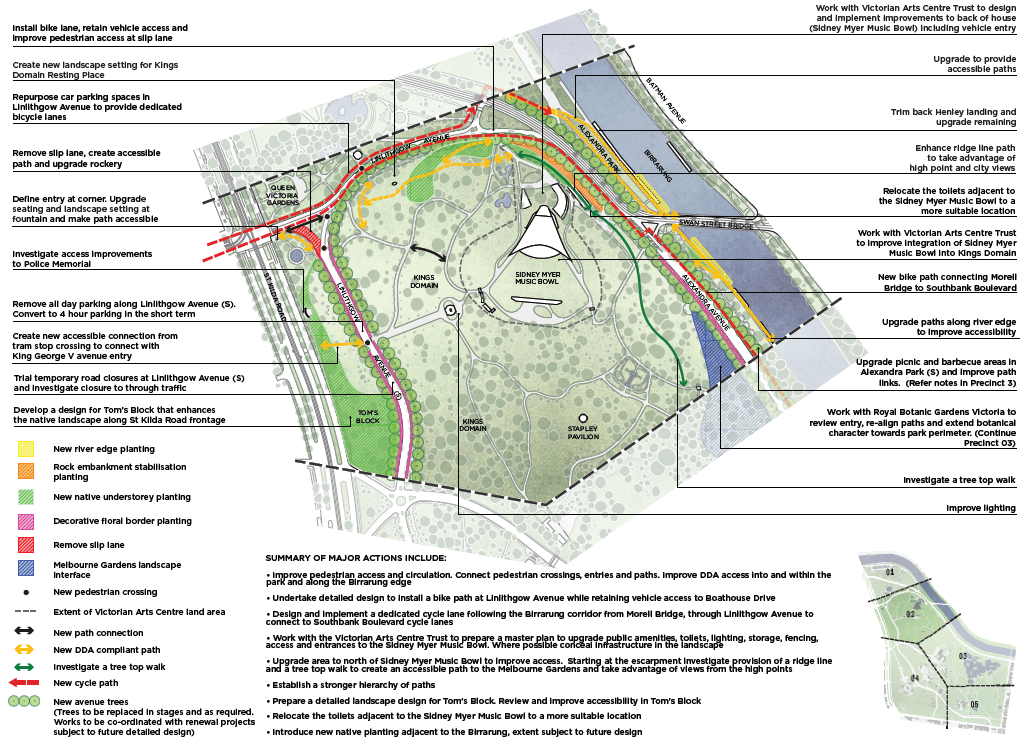 Install bike lane, retain vehicle access and
improve pedestrian access at slip lane
Create new landscape setting for Kings
Domain Resting Place
Repurpose car parking spaces in
Linlithgow Avenue to provide dedicated
bicycle lanes
Remove slip lane, create accessible
path and upgrade rockery
Define entry at corner. Upgrade
seating and landscape setting at
fountain and make path accessible
Investigate access improvements
to Police Memorial
Remove all day parking along Linlithgow Avenue (S).
Convert to 4 hour parking in the short term
Create new accessible connection from
tram stop crossing to connect with
King George V avenue entry
Trial temporary road closures at Linlithgow Avenue (S)
and investigate closure to through traffic
Develop a design for Tom's Block that enhances
the native landscape along St Kilda Road frontage
Work with Victorian Arts Centre Trust to design
and implement improvements to back of house
(Sidney Myer Music Bowl) including vehicle entry
Upgrade to provide
accessible paths
Trim back Henley landing and
upgrade remaining
Enhance ridge line path
to take advantage of
high point and city views
Relocate the toilets adjacent to
the Sidney Myer Music Bowl to a
more suitable location
Work with Victorian Arts Centre Trust
to improve integration of Sidney Myer
Music Bowl into Kings Domain
New bike path connecting Morell
Bridge to Southbank Boulevard
Upgrade paths along river edge
to improve accessibility
Upgrade picnic and barbecue areas in
Alexandra Park (S) and improve path
links. (Refer notes in Precinct 3)
Work with Royal Botanic Gardens Victoria to
review entry, re-align paths and extend botanical
character towards park perimeter. (Continue
Precinct 03)
Investigate a tree top walk
Improve lighting
BATMAN AVENUE
BIRRARUNG
ALEXANDRA PARK
LINLITHGOW AVENUE
QUEEN
VICTORIA
GARDENS
SWAN STREET BRIDGE
KINGS
DOMAIN
SIDNEY MYER
MUSIC BOWL
ST KILDA ROAD
LINLITHGOW AVENUE
(S)
ALEXANDRA AVENUE
TOM'S
BLOCK
KINGS
DOMAIN
STAPLEY
PAVILION
New river edge planting
Rock embankment stabilisation
planting
New native understorey planting
Decorative floral border planting
Remove slip lane
Melbourne Gardens landscape
interface
New pedestrian crossing
Extent of Victorian Arts Centre land area
New path connection
New DDA compliant path
Investigate a tree top walk
New cycle path
New avenue trees
(Trees to be replaced in stages and as required.
Works to be co-ordinated with renewal projects
subject to future detailed design)
SUMMARY OF MAJOR ACTIONS INCLUDE:
• Improve pedestrian access and circulation. Connect pedestrian crossings, entries and paths. Improve DDA access into and within the
park and along the Birrarung edge
• Undertake detailed design to install a bike path at Linlithgow Avenue while retaining vehicle access to Boathouse Drive
• Design and implement a dedicated cycle lane following the Birrarung corridor from Morell Bridge, through Linlithgow Avenue to
connect to Southbank Boulevard cycle lanes
• Work with the Victorian Arts Centre Trust to prepare a master plan to upgrade public amenities, toilets, lighting, storage, fencing,
access and entrances to the Sidney Myer Music Bowl. Where possible conceal infrastructure in the landscape
• Upgrade area to north of Sidney Myer Music Bowl to improve access. Starting at the escarpment investigate provision of a ridge line
and a tree top walk to create an accessible path to the Melbourne Gardens and take advantage of views from the high points
• Establish a stronger hierarchy of paths
• Prepare a detailed landscape design for Tom's Block. Review and improve accessibility in Tom's Block
• Relocate the toilets adjacent to the Sidney Myer Music Bowl to a more suitable location
• Introduce new native planting adjacent to the Birrarung, extent subject to future design
01
02
03
04
05